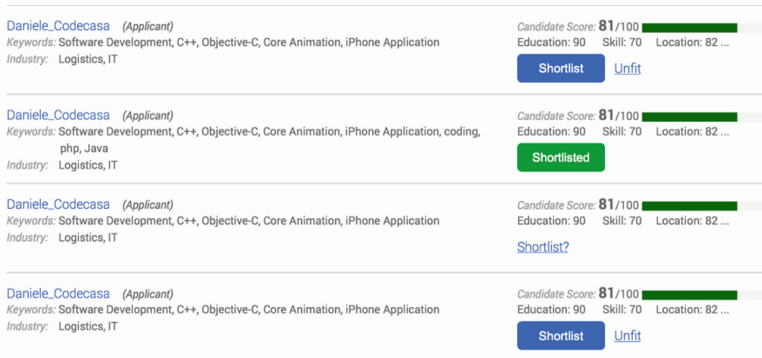 Daniele_Codecasa (Applicant) Candidate Score: 81/100
Keywords: Software Development, C++, Objective-C, Core Animation, iPhone Application Education: 90 Skill: 70 Location: 82 ...
Industry: Logistics, IT
Shortlist Unfit
Daniele_Codecasa (Applicant) Candidate Score: 81/100
Keywords: Software Development, C++, Objective-C, Core Animation, iPhone Application, coding, Education: 90 Skill: 70 Location: 82 ...
php, Java
Shortlisted
Industry: Logistics, IT
Daniele_Codecasa (Applicant) Candidate Score: 81/100
Keywords: Software Development, C++, Objective-C, Core Animation, iPhone Application Education: 90 Skill: 70 Location: 82 ...
Industry: Logistics, IT
Shortlist?
Daniele_Codecasa (Applicant) Candidate Score: 81/100
Keywords: Software Development, C++, Objective-C, Core Animation, iPhone Application Education: 90 Skill: 70 Location: 82 ...
Industry: Logistics, IT
Shortlist Unfit